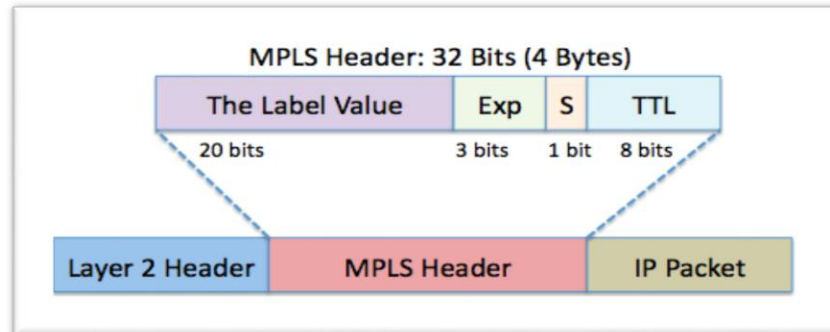 MPLS Header: 32 Bits (4 Bytes)
The Label Value Exp S TTL
20 bits 3 bits 1 bit 8 bits
Layer 2 Header MPLS Header IP Packet